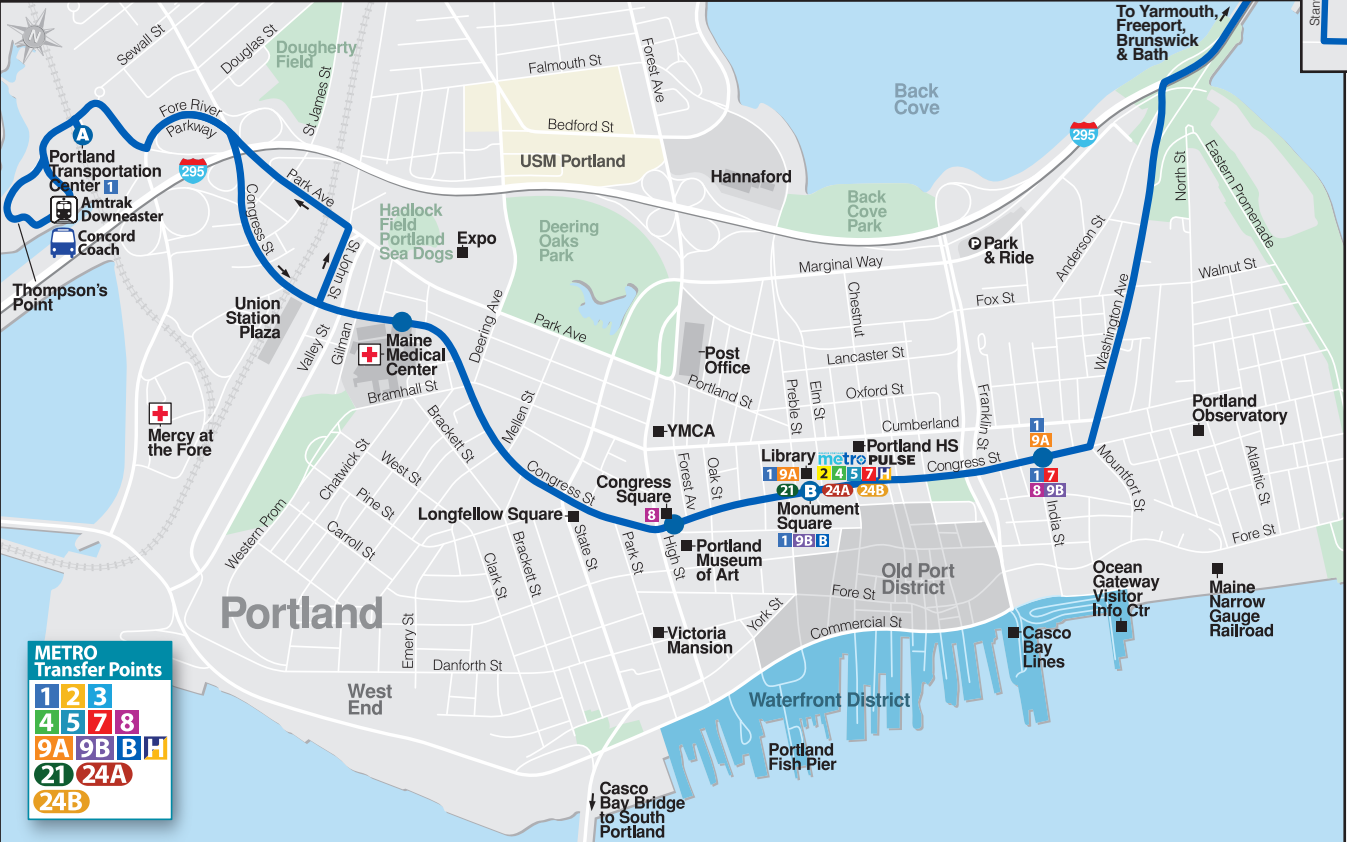 To Yarmouth,
Freeport,
Brunswick
& Bath
N
Sewall St
Douglas St
Dougherty
Field
St James St
Falmouth St
Forest Ave
Back
Cove
Fore River
Parkway
A
Portland
Transportation
Center 1
Amtrak
Downeaster
Concord
Coach
Thompson's
Point
295
Bedford St
USM Portland
Hannaford
295
North St
Eastern Promenade
Congress St
Park Ave
St John St
Hadlock
Field
Portland
Sea Dogs
Expo
Deering
Oaks
Park
Back
Cove
Park
P Park
& Ride
Anderson St
Marginal Way
Walnut St
Union
Station
Plaza
Valley St
Gilman
Maine
Medical
Center
Bramhall St
Deering Ave
Park Ave
Post
Office
Chestnut
Fox St
Washington Ave
Lancaster St
Portland St
Preble St
Elm St
Oxford St
Franklin St
Mercy at
the Fore
Brackett St
Mellen St
YMCA
Cumberland
Portland HS
Portland
Observatory
1
9A
Library
metro PULSE
1 9A
2 4 5 7 H
21 B 24A 24B
Monument
Square
1 9B B
Congress St
1 7
8 9B
India St
Mountfort St
Atlantic St
Fore St
Chatwick St
West St
Pine St
Carroll St
Western Prom
Congress St
Congress
Square
8
Longfellow Square
Forest Av
Oak St
State St
Park St
High St
Portland
Museum
of Art
Clark St
Brackett St
Old Port
District
Fore St
Commercial St
York St
Ocean
Gateway
Visitor
Info Ctr
Maine
Narrow
Gauge
Railroad
Casco
Bay
Lines
Portland
Emery St
Danforth St
Victoria
Mansion
West
End
Waterfront District
Portland
Fish Pier
Casco
Bay Bridge
to South
Portland
METRO
Transfer Points
1 2 3
4 5 7 8
9A 9B B H
21 24A
24B